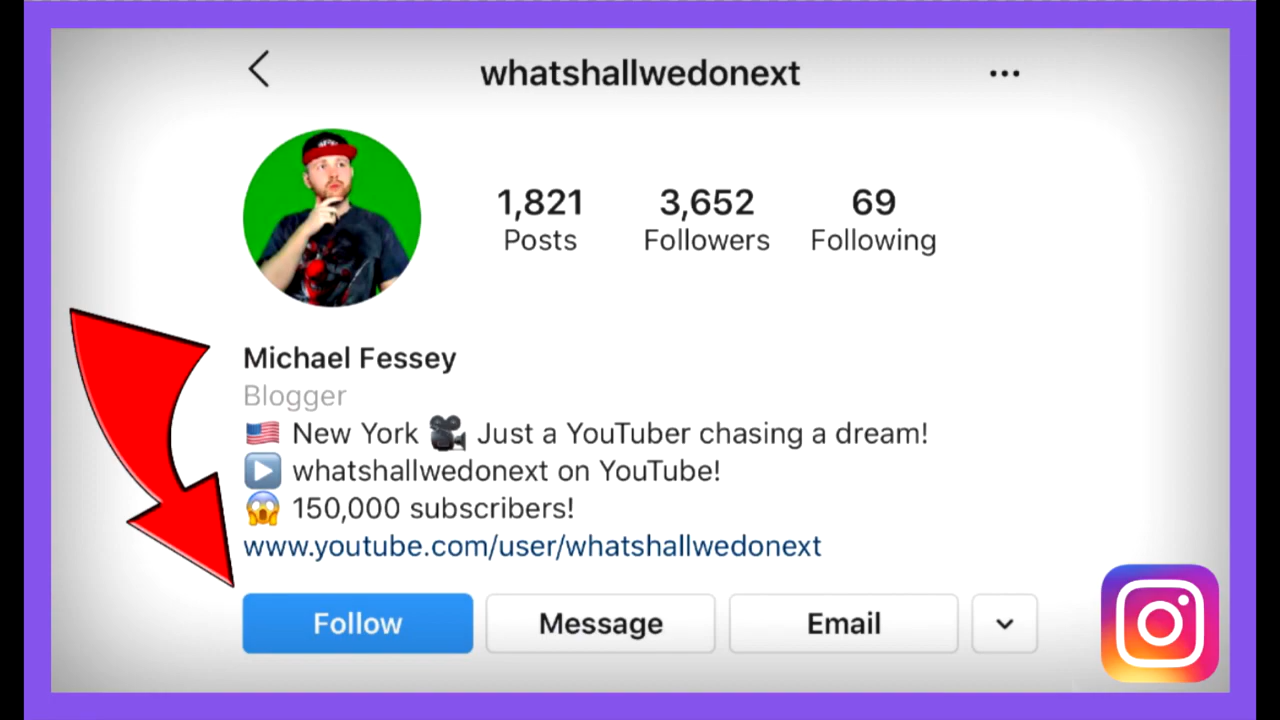 whatshallwedonext
1,821 3,652 69
Posts Followers Following
Michael Fessey
Blogger
🇺🇸 New York 🎥 Just a YouTuber chasing a dream!
▶️ whatshallwedonext on YouTube!
😱 150,000 subscribers!
www.youtube.com/user/whatshallwedonext
Follow Message Email